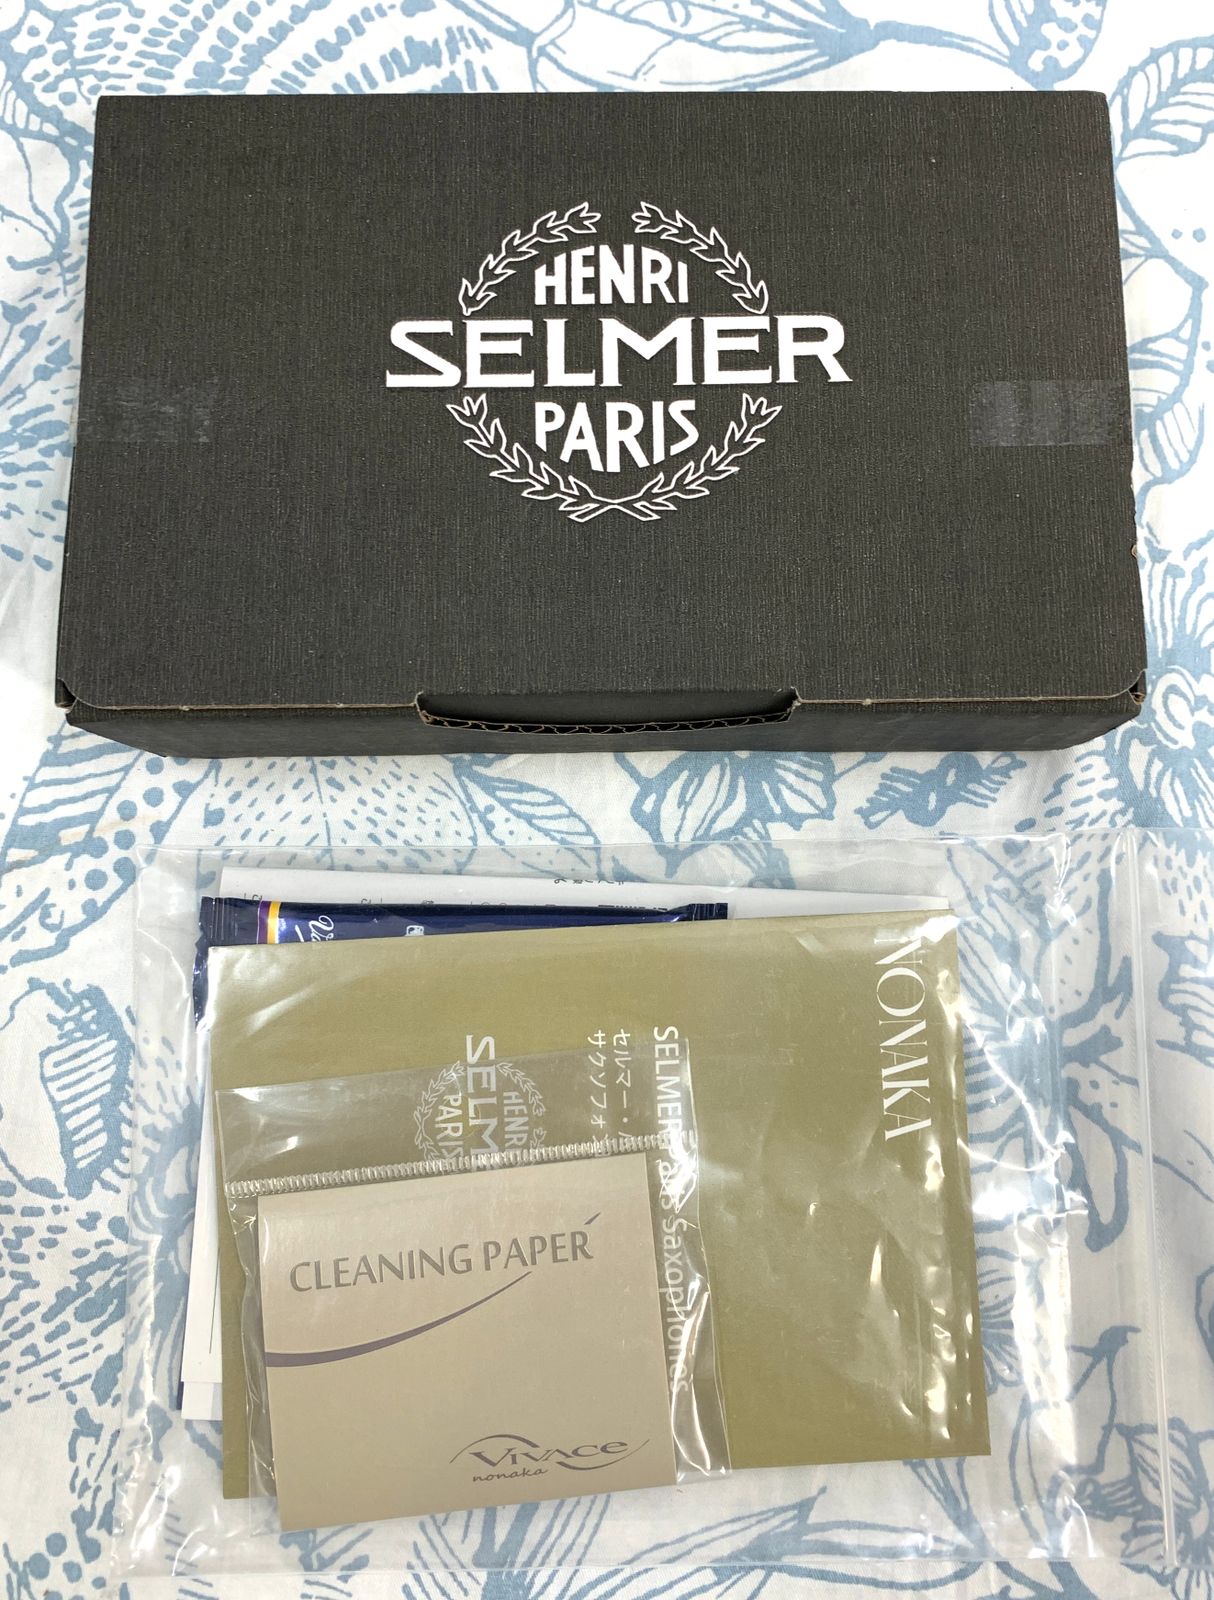 HENRI
SELMER
PARIS
NONAKA
SELMER Paris Saxophones
セルマー・
サクソフォ
HENRI
SELM
PARIS
CLEANING PAPER
VIVACE
nonaka